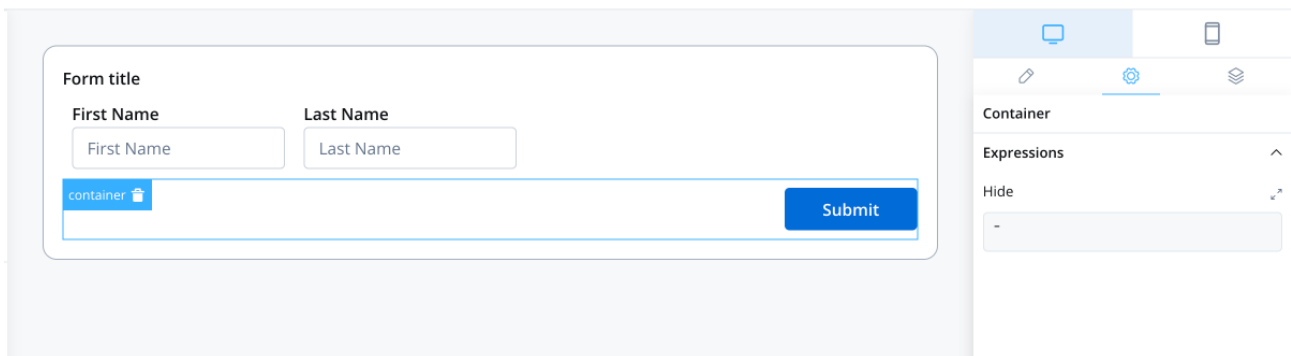 Form title
First Name
Last Name
First Name
Last Name
container
Submit
Container
Expressions
Hide
-